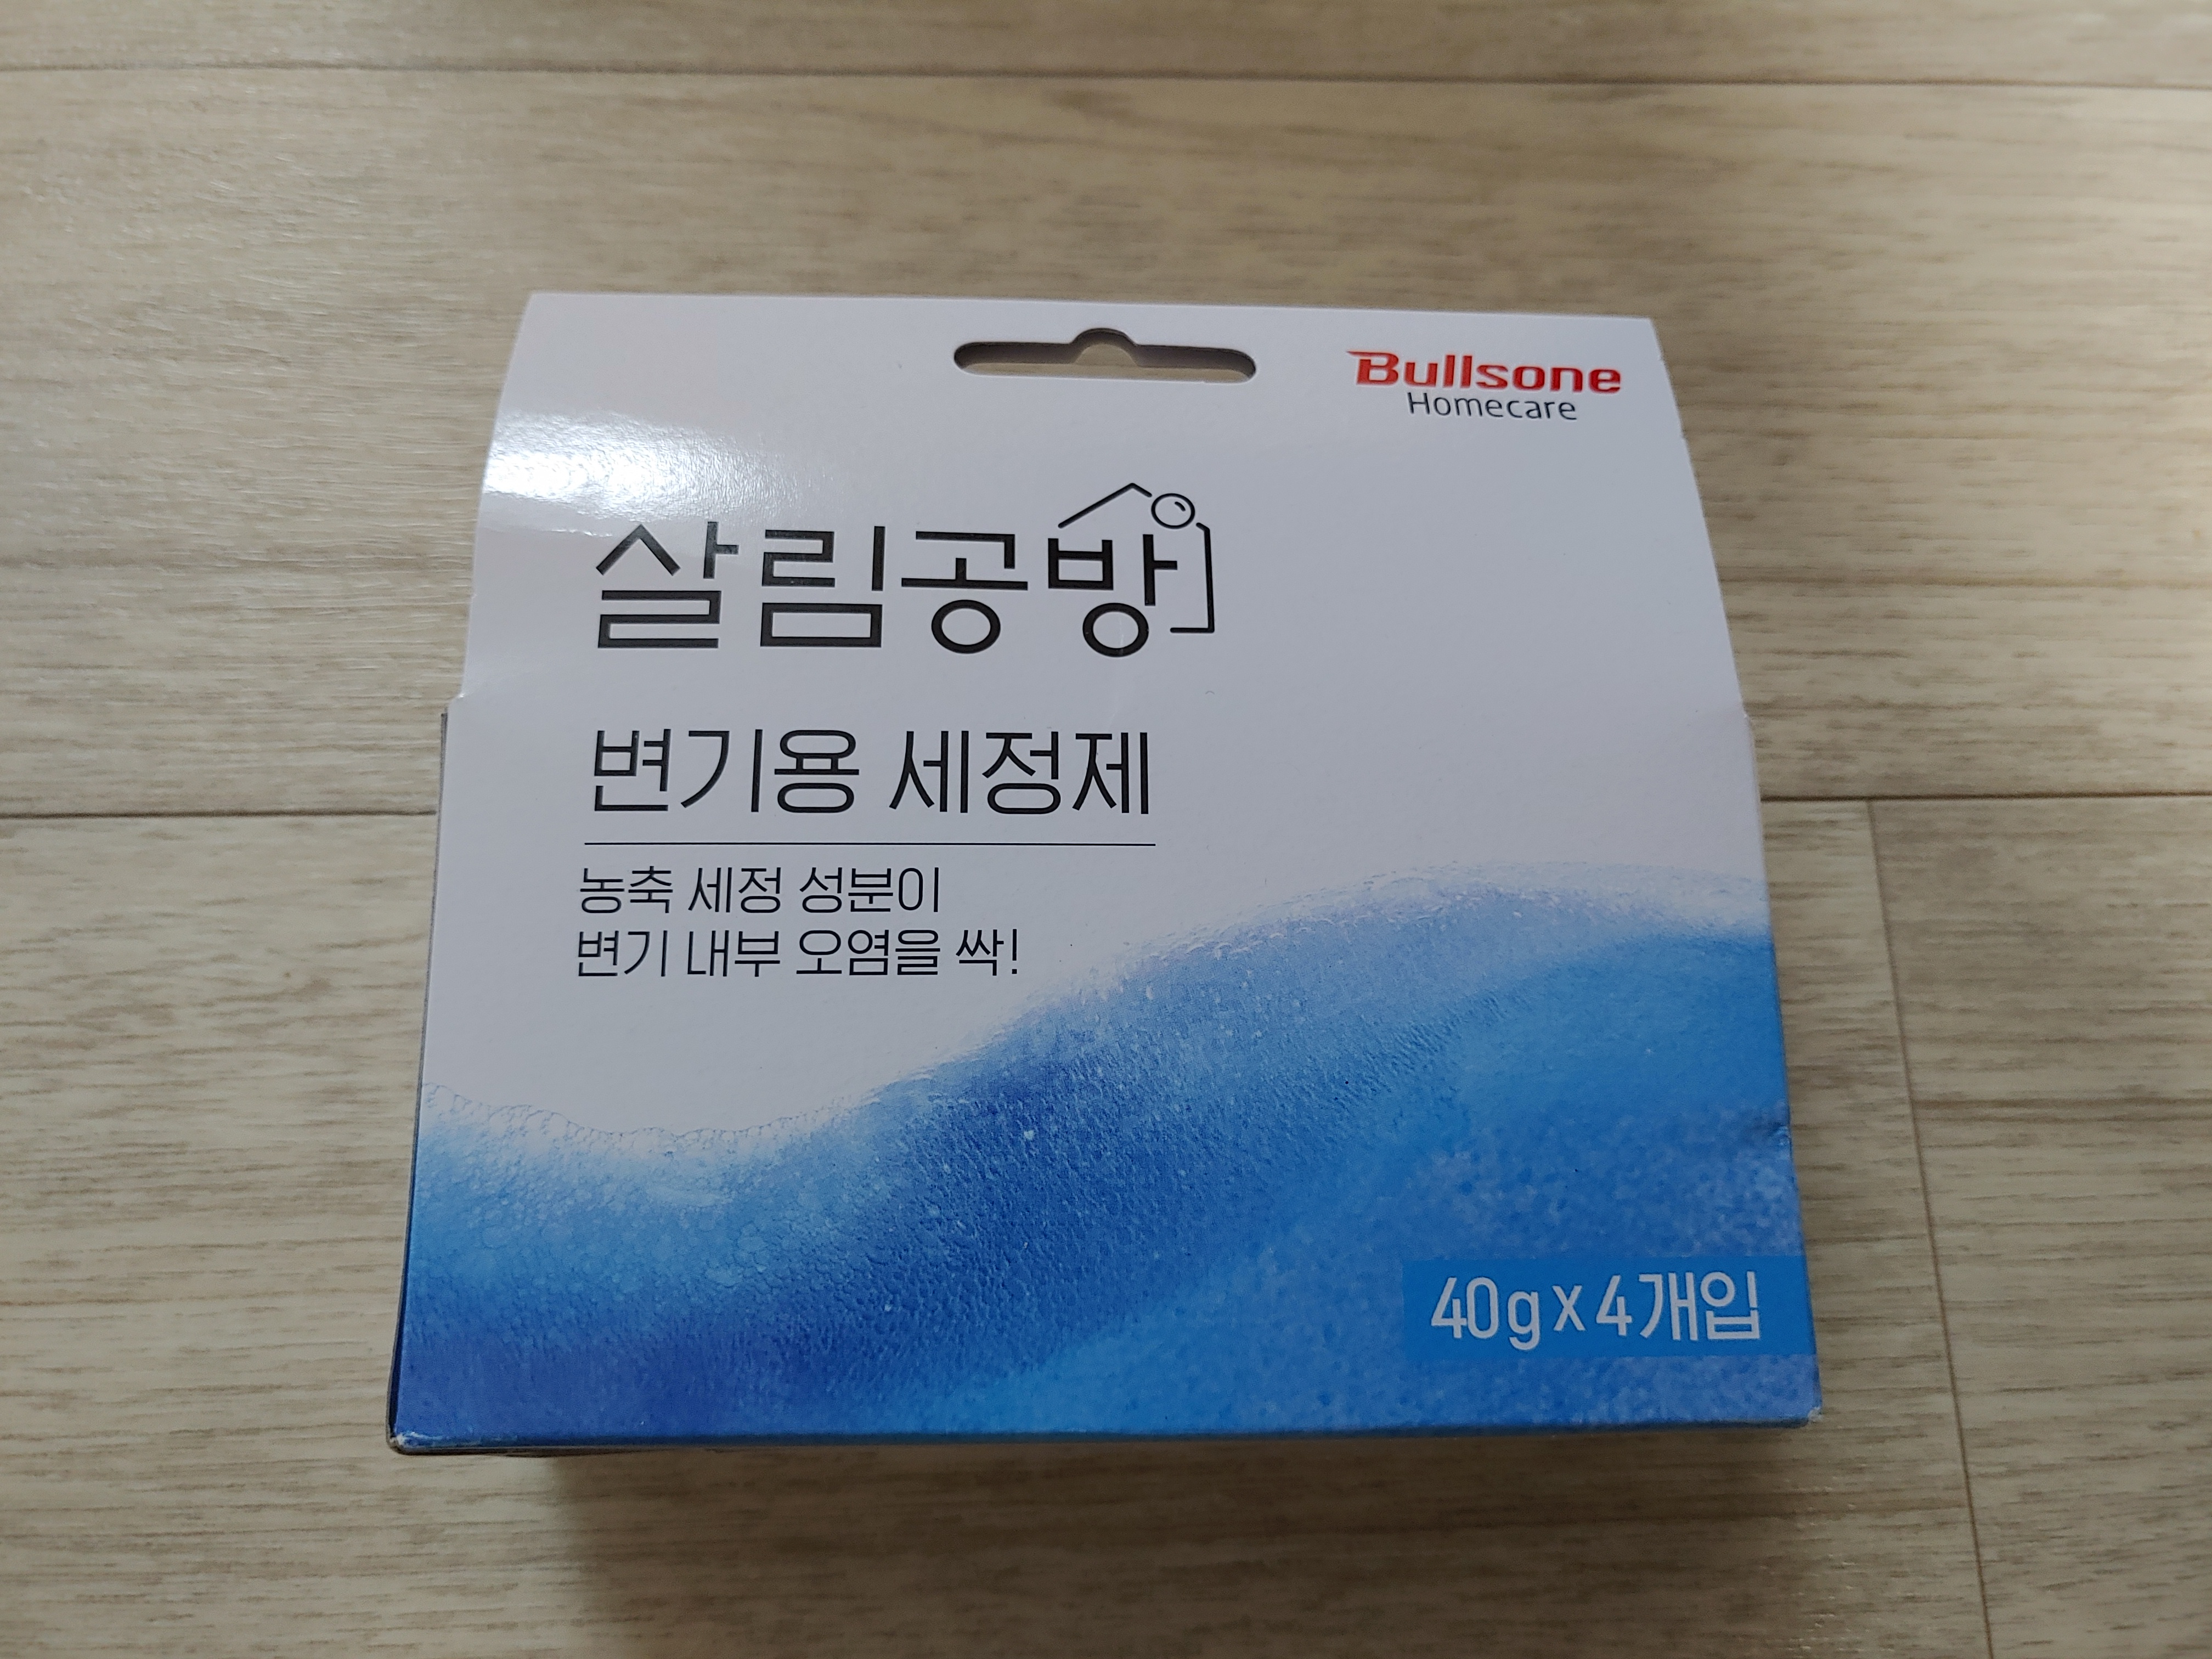 Bullsone
Homecare
살림공방
변기용 세정제
농축 세정 성분이
변기 내부 오염을 싹!
40g x 4개입